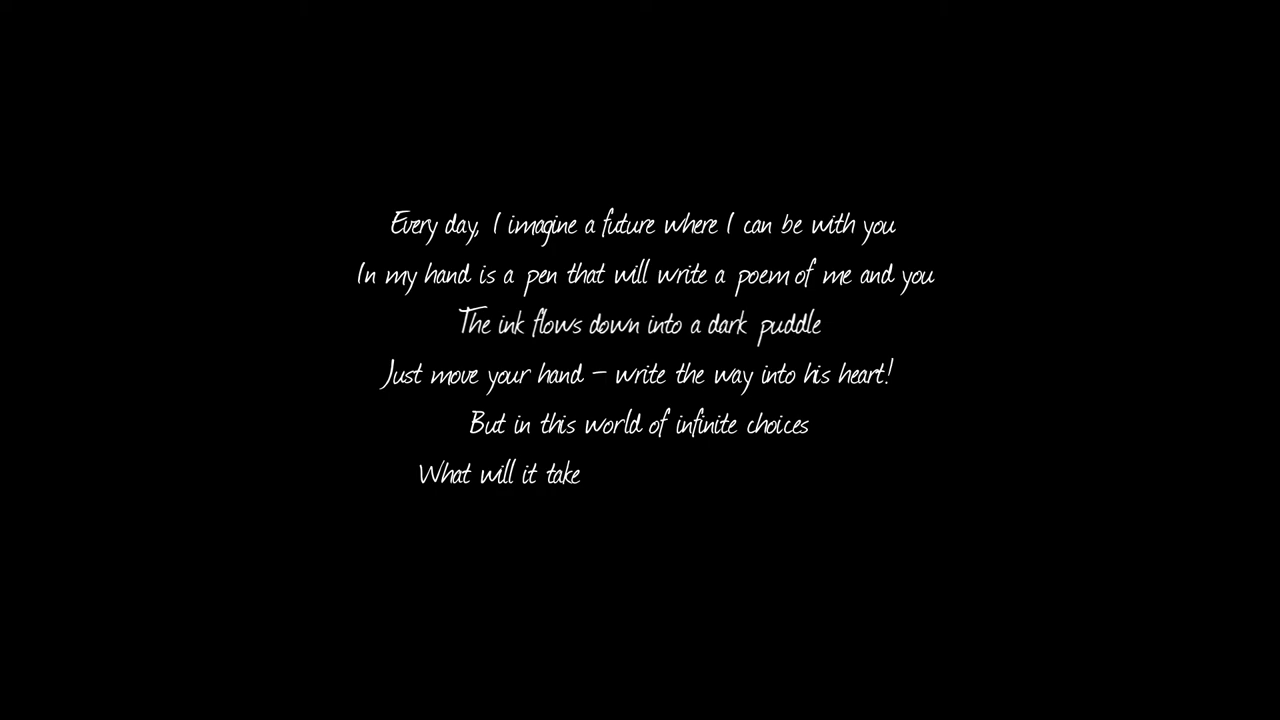 Every day, I imagine a future where I can be with you
In my hand is a pen that will write a poem of me and you
The ink flows down into a dark puddle
Just move your hand – write the way into his heart!
But in this world of infinite choices
What will it take